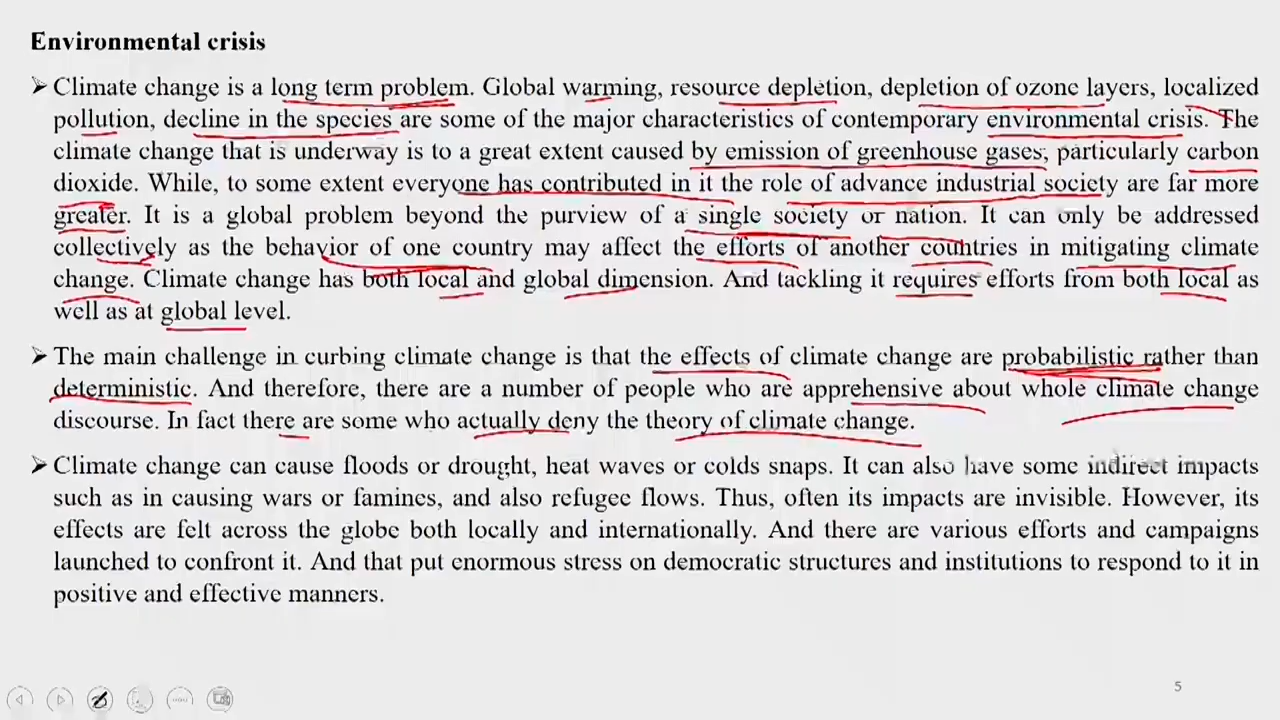 Environmental crisis
➢ Climate change is a long term problem. Global warming, resource depletion, depletion of ozone layers, localized
pollution, decline in the species are some of the major characteristics of contemporary environmental crisis. The
climate change that is underway is to a great extent caused by emission of greenhouse gases, particularly carbon
dioxide. While, to some extent everyone has contributed in it the role of advance industrial society are far more
greater. It is a global problem beyond the purview of a single society or nation. It can only be addressed
collectively as the behavior of one country may affect the efforts of another countries in mitigating climate
change. Climate change has both local and global dimension. And tackling it requires efforts from both local as
well as at global level.
➢ The main challenge in curbing climate change is that the effects of climate change are probabilistic rather than
deterministic. And therefore, there are a number of people who are apprehensive about whole climate change
discourse. In fact there are some who actually deny the theory of climate change.
➢ Climate change can cause floods or drought, heat waves or colds snaps. It can also have some indirect impacts
such as in causing wars or famines, and also refugee flows. Thus, often its impacts are invisible. However, its
effects are felt across the globe both locally and internationally. And there are various efforts and campaigns
launched to confront it. And that put enormous stress on democratic structures and institutions to respond to it in
positive and effective manners.
5